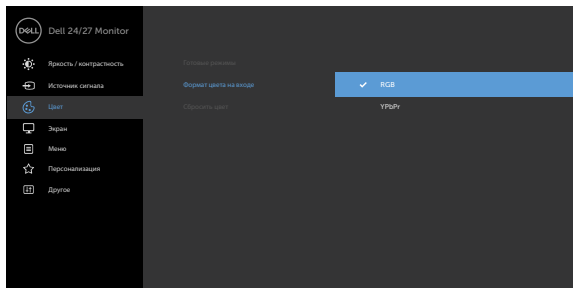 DELL Dell 24/27 Monitor
Яркость / контрастность
Источник сигнала
Цвет
Экран
Меню
Персонализация
Другое
Готовые режимы
Формат цвета на входе
Сбросить цвет
RGB
YPbPr